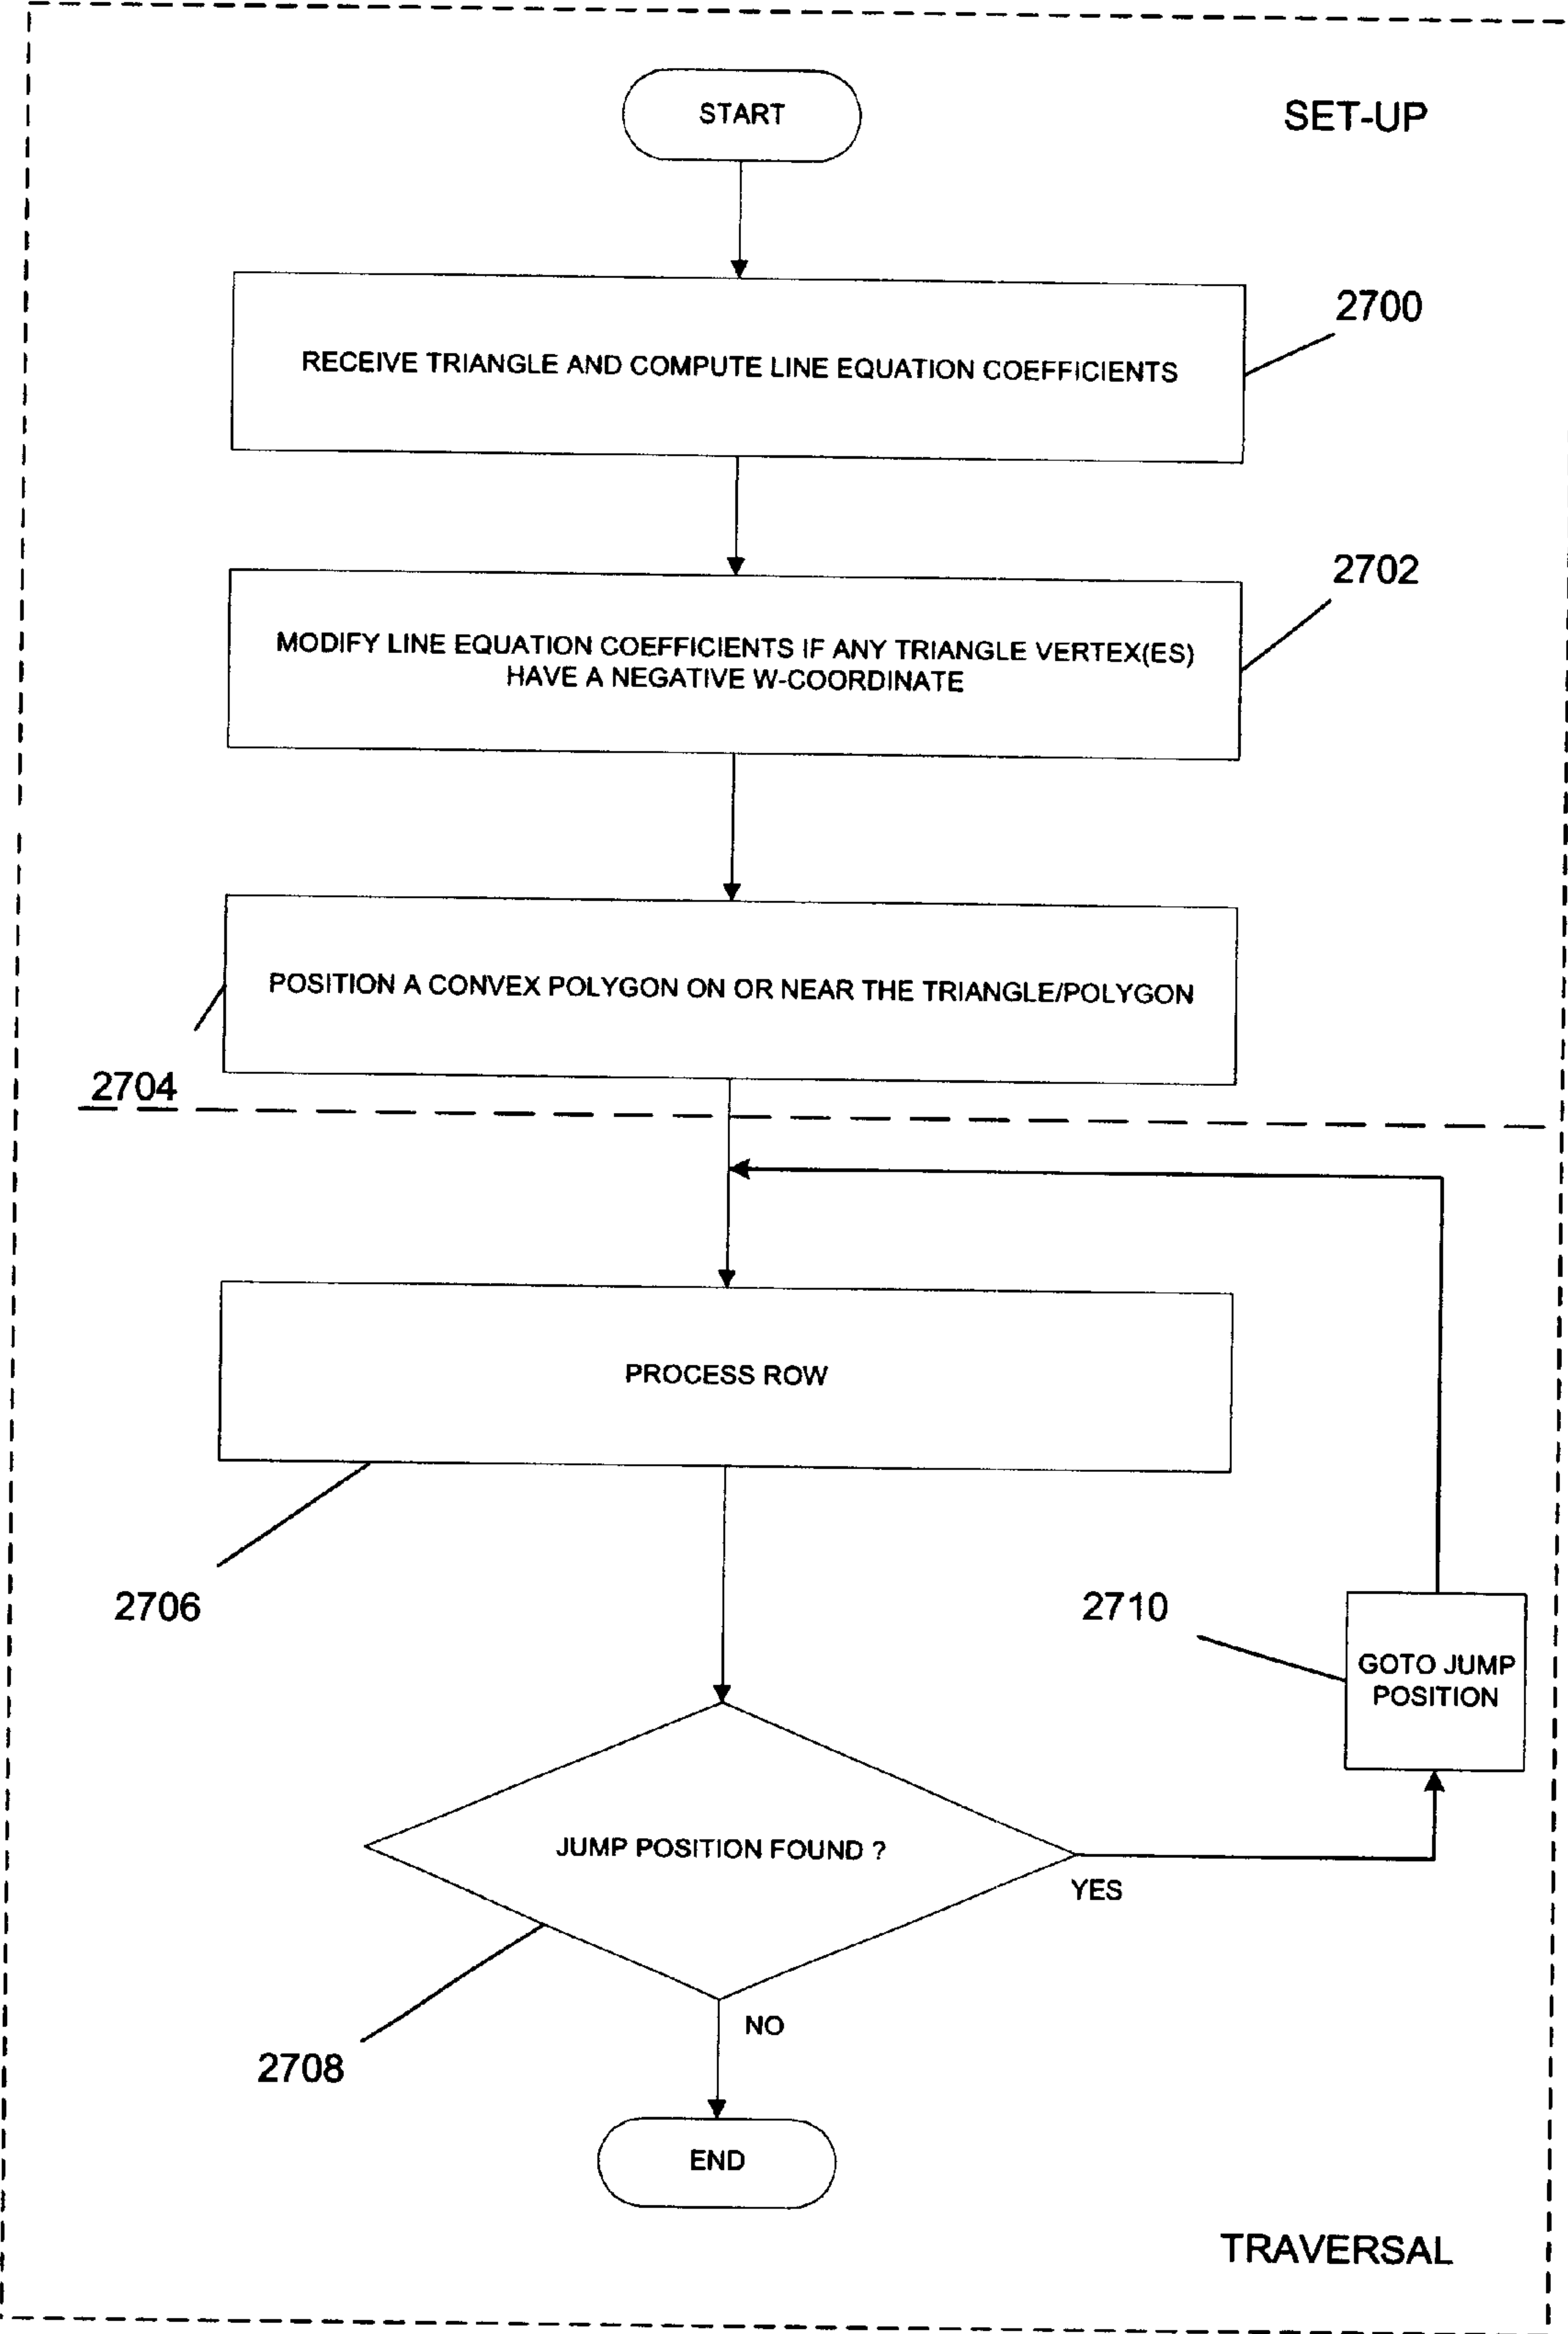 START
SET-UP
2700
RECEIVE TRIANGLE AND COMPUTE LINE EQUATION COEFFICIENTS
2702
MODIFY LINE EQUATION COEFFICIENTS IF ANY TRIANGLE VERTEX(ES)
HAVE A NEGATIVE W-COORDINATE
POSITION A CONVEX POLYGON ON OR NEAR THE TRIANGLE/POLYGON
2704
PROCESS ROW
2706
2710
GOTO JUMP
POSITION
JUMP POSITION FOUND ?
YES
NO
2708
END
TRAVERSAL